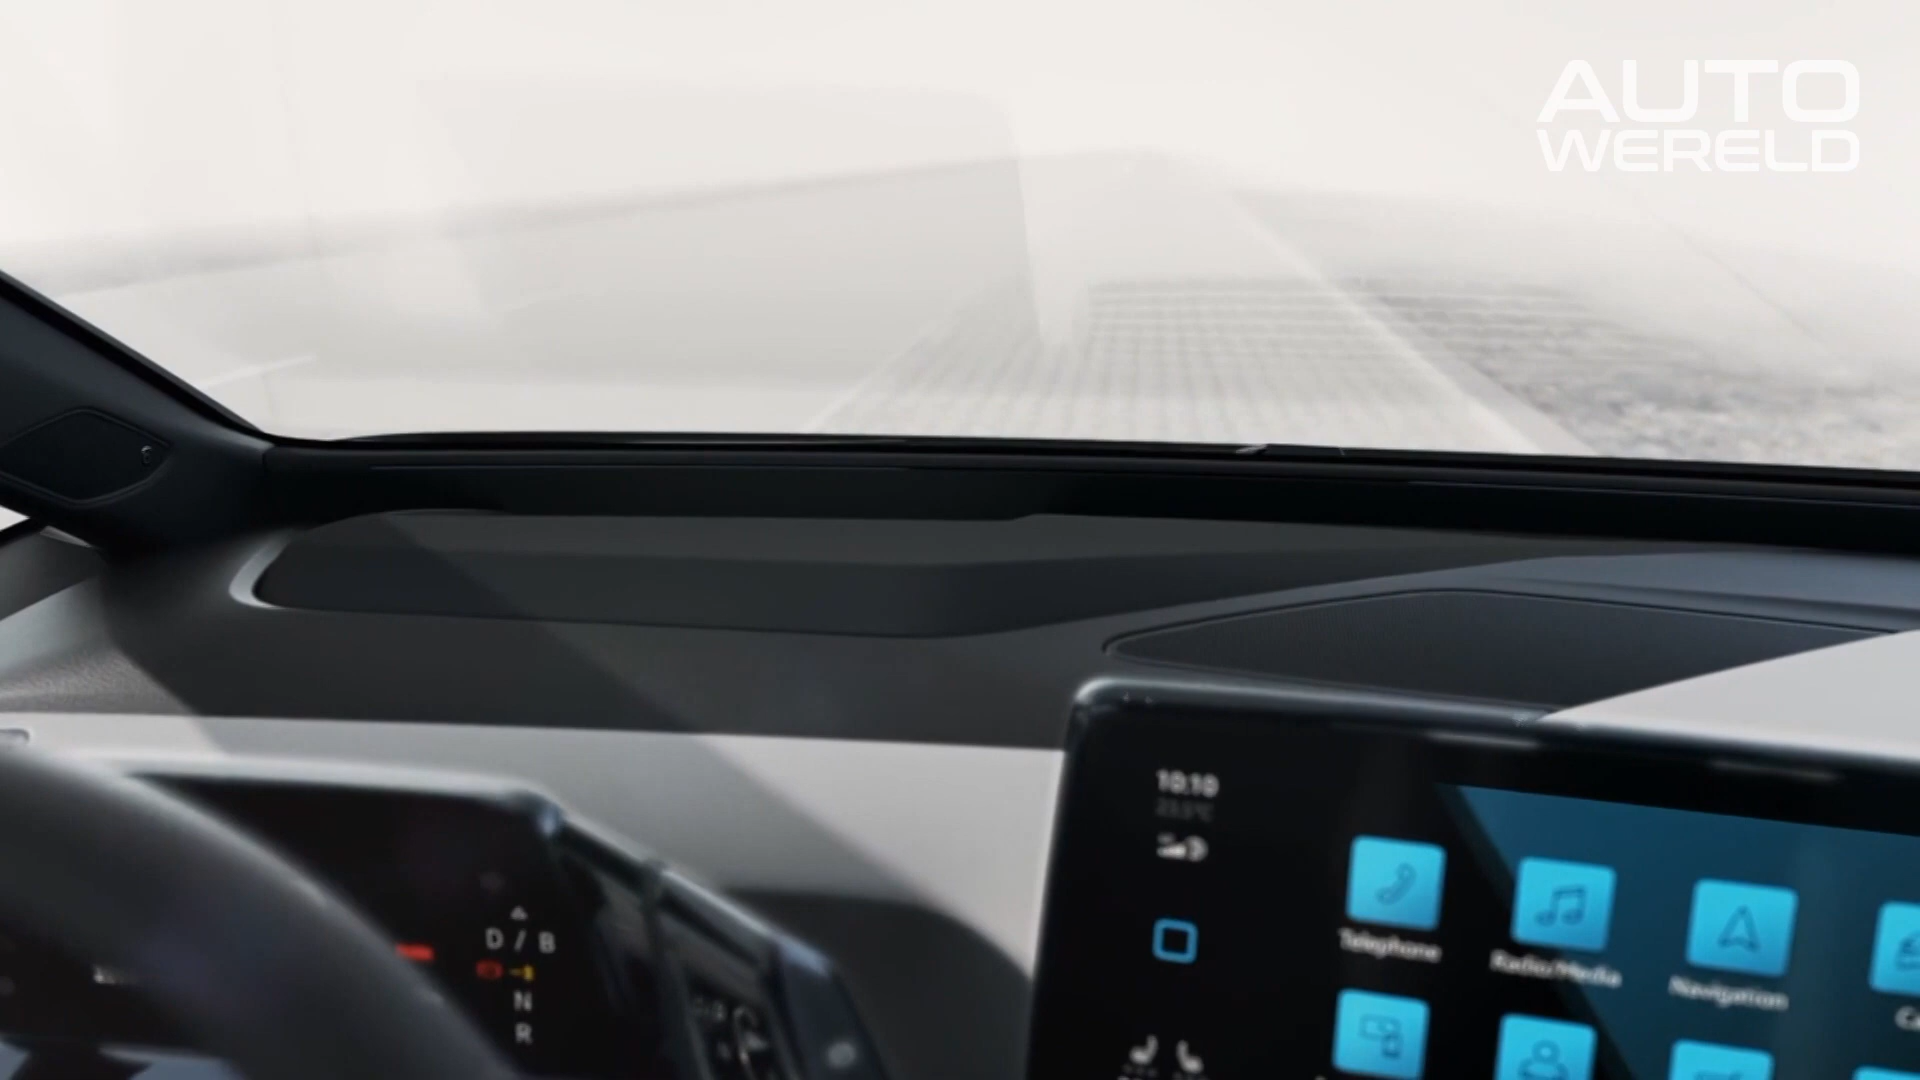 AUTO
WERELD
10:10
D / B
N
R
Telephone
Radio/Media
Navigation